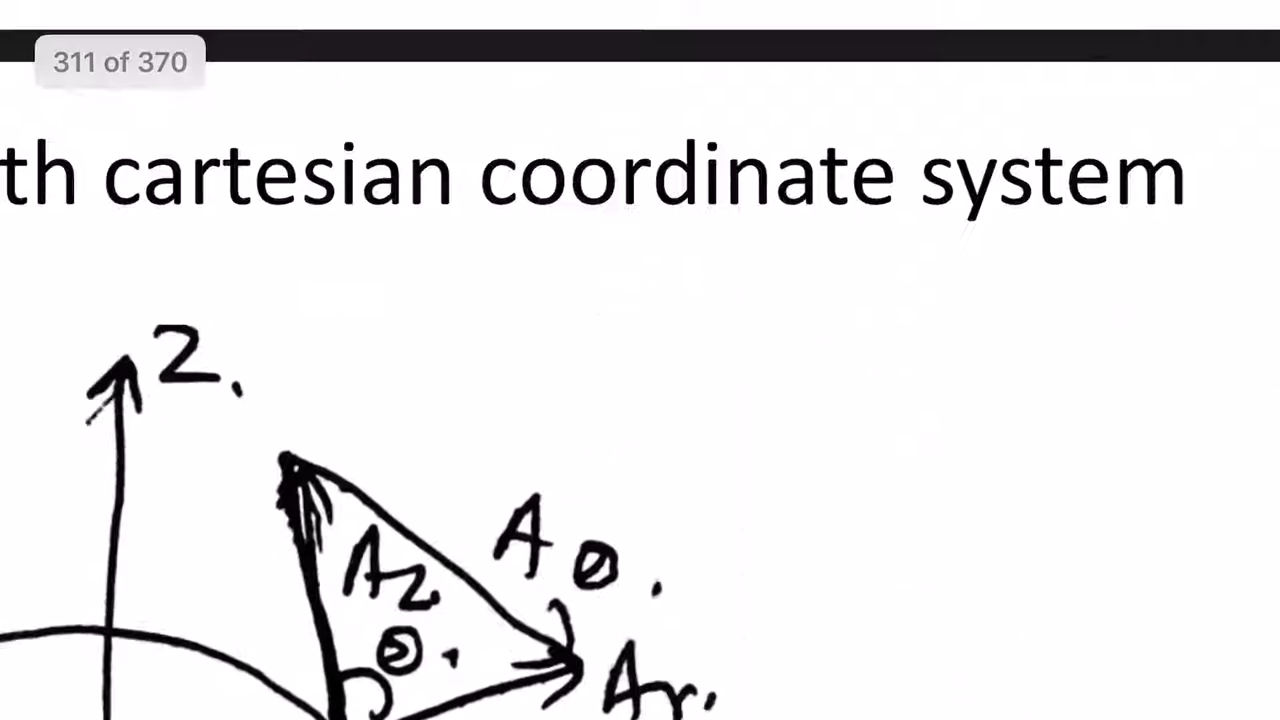 311 of 370
th cartesian coordinate system
Z.
Az
Aθ.
θ.
Ar.